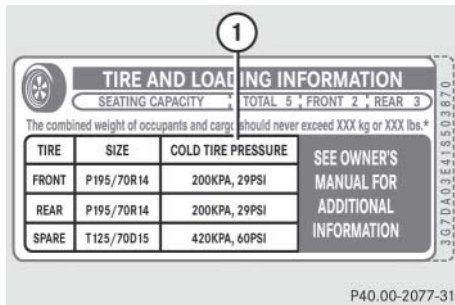 1
TIRE AND LOADING INFORMATION
SEATING CAPACITY TOTAL 5 FRONT 2 REAR 3
The combined weight of occupants and cargo should never exceed XXX kg or XXX lbs.*
TIRE SIZE COLD TIRE PRESSURE
FRONT P195/70R14 200KPA, 29PSI
REAR P195/70R14 200KPA, 29PSI
SPARE T125/70D15 420KPA, 60PSI
SEE OWNER'S
MANUAL FOR
ADDITIONAL
INFORMATION
3G7DA03E41S503870
P40.00-2077-31